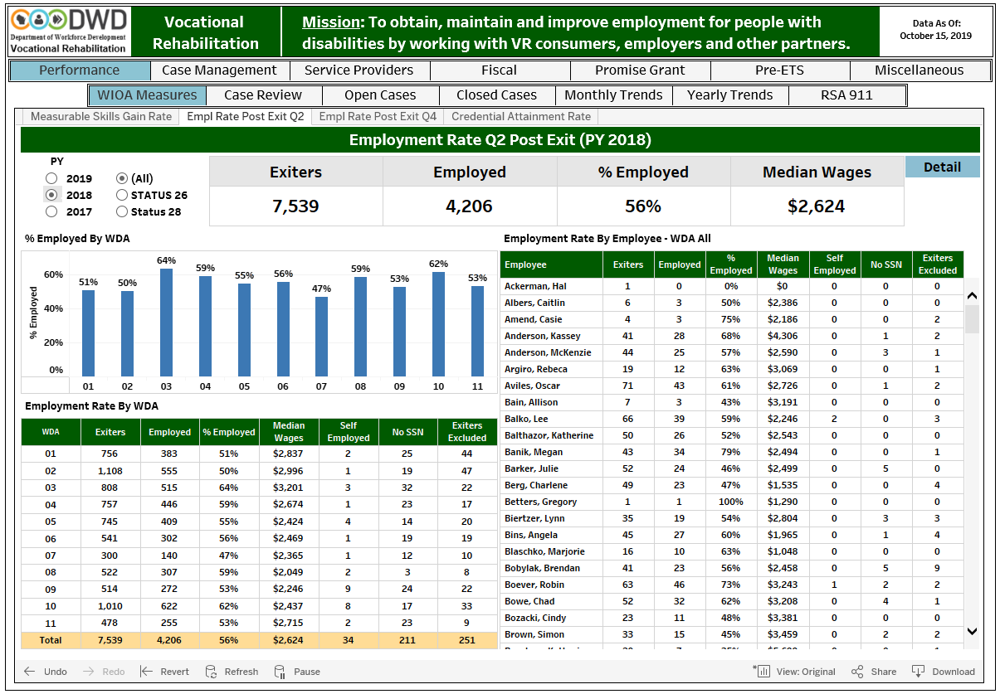 DWD
Department of Workforce Development
Vocational Rehabilitation
Vocational
Rehabilitation
Mission: To obtain, maintain and improve employment for people with
disabilities by working with VR consumers, employers and other partners.
Data As Of:
October 15, 2019
Performance Case Management Service Providers Fiscal Promise Grant Pre-ETS Miscellaneous
WIOA Measures Case Review Open Cases Closed Cases Monthly Trends Yearly Trends RSA 911
Measurable Skills Gain Rate Empl Rate Post Exit Q2 Empl Rate Post Exit Q4 Credential Attainment Rate
Employment Rate Q2 Post Exit (PY 2018)
PY
2019 (All)
2018 STATUS 26
2017 Status 28
Exiters Employed % Employed Median Wages
7,539 4,206 56% $2,624
Detail
% Employed By WDA
% Employed
60%
40%
20%
0%
51% 50% 64% 59% 55% 56% 47% 59% 53% 62% 53%
01 02 03 04 05 06 07 08 09 10 11
Employment Rate By WDA
WDA Exiters Employed % Employed Median Wages Self Employed No SSN Exiters Excluded
01 756 383 51% $2,837 2 25 44
02 1,108 555 50% $2,996 1 19 47
03 808 515 64% $3,201 3 32 22
04 757 446 59% $2,674 1 23 17
05 745 409 55% $2,424 4 14 20
06 541 302 56% $2,469 1 19 19
07 300 140 47% $2,365 1 12 10
08 522 307 59% $2,049 2 3 8
09 514 272 53% $2,246 9 24 22
10 1,010 622 62% $2,437 8 17 33
11 478 255 53% $2,715 2 23 9
Total 7,539 4,206 56% $2,624 34 211 251
Employment Rate By Employee - WDA All
Employee Exiters Employed % Employed Median Wages Self Employed No SSN Exiters Excluded
Ackerman, Hal 1 0 0% $0 0 0 0
Albers, Caitlin 6 3 50% $2,386 0 0 0
Amend, Casie 4 3 75% $2,186 0 0 2
Anderson, Kassey 41 28 68% $4,306 0 1 2
Anderson, McKenzie 44 25 57% $2,590 0 3 1
Argiro, Rebeca 19 12 63% $3,069 0 0 1
Aviles, Oscar 71 43 61% $2,726 0 1 2
Bain, Allison 7 3 43% $3,191 0 0 0
Balko, Lee 66 39 59% $2,246 2 0 3
Balthazor, Katherine 50 26 52% $2,543 0 0 0
Banik, Megan 43 34 79% $2,494 0 0 1
Barker, Julie 52 24 46% $2,499 0 5 0
Berg, Charlene 49 23 47% $1,535 0 0 4
Betters, Gregory 1 1 100% $1,290 0 0 0
Biertzer, Lynn 35 19 54% $2,804 0 3 3
Bins, Angela 45 27 60% $1,965 0 1 4
Blaschko, Marjorie 16 10 63% $1,048 0 0 0
Bobylak, Brendan 41 23 56% $2,458 0 5 9
Boever, Robin 63 46 73% $3,243 1 2 2
Bowe, Chad 52 32 62% $3,208 0 4 1
Bozacki, Cindy 23 11 48% $3,381 0 0 0
Brown, Simon 33 15 45% $3,459 0 2 2
Undo Redo Revert Refresh Pause View: Original Share Download